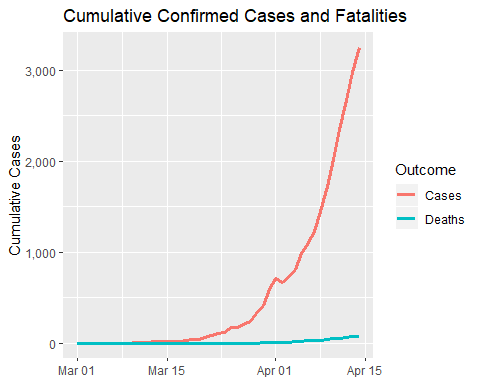 Cumulative Confirmed Cases and Fatalities
Cumulative Cases
3,000
2,000
1,000
0
Mar 01
Mar 15
Apr 01
Apr 15
Outcome
Cases
Deaths